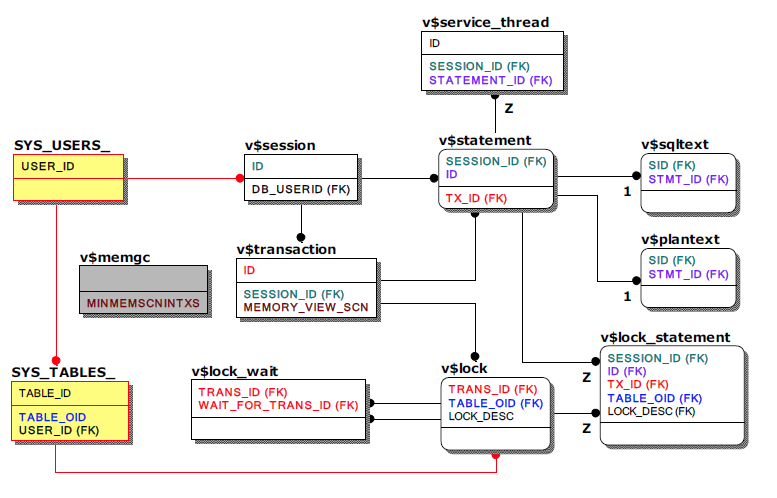 v$service_thread
ID
SESSION_ID (FK)
STATEMENT_ID (FK)
Z
SYS_USERS_
USER_ID
v$session
ID
DB_USERID (FK)
v$statement
SESSION_ID (FK)
ID
TX_ID (FK)
v$sqltext
SID (FK)
STMT_ID (FK)
1
v$plantext
SID (FK)
STMT_ID (FK)
1
v$memgc
MINMEMSCNINTXS
v$transaction
ID
SESSION_ID (FK)
MEMORY_VIEW_SCN
SYS_TABLES_
TABLE_ID
TABLE_OID
USER_ID (FK)
v$lock_wait
TRANS_ID (FK)
WAIT_FOR_TRANS_ID (FK)
v$lock
TRANS_ID (FK)
TABLE_OID (FK)
LOCK_DESC
v$lock_statement
SESSION_ID (FK)
ID (FK)
TX_ID (FK)
TABLE_OID (FK)
LOCK_DESC (FK)
Z
Z